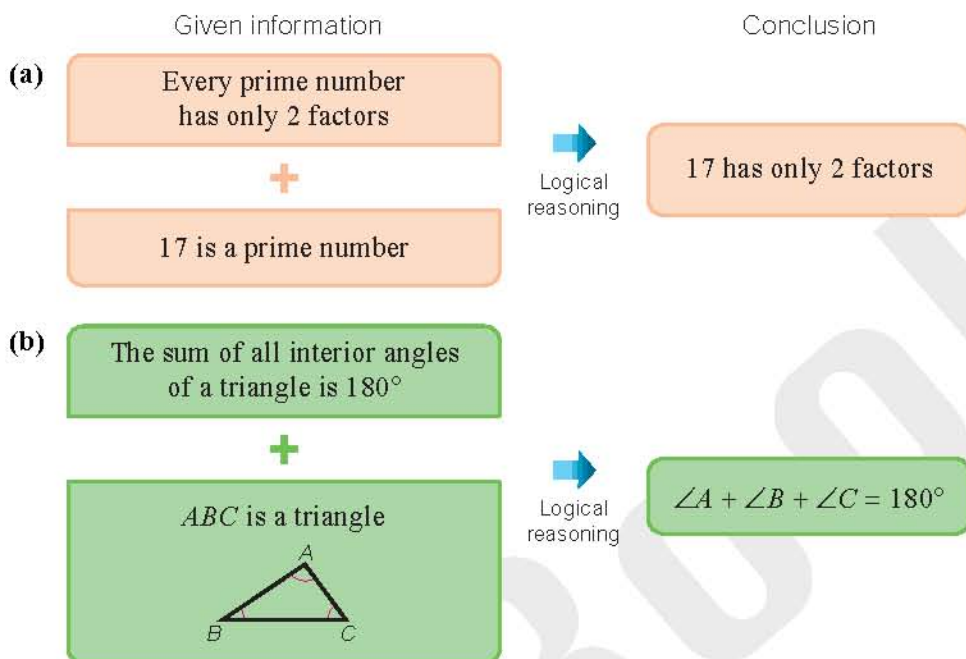 Given information
Conclusion
(a)
Every prime number
has only 2 factors
+
17 is a prime number
Logical
reasoning
17 has only 2 factors
(b)
The sum of all interior angles
of a triangle is 180°
+
ABC is a triangle
A
B
C
Logical
reasoning
∠A + ∠B + ∠C = 180°